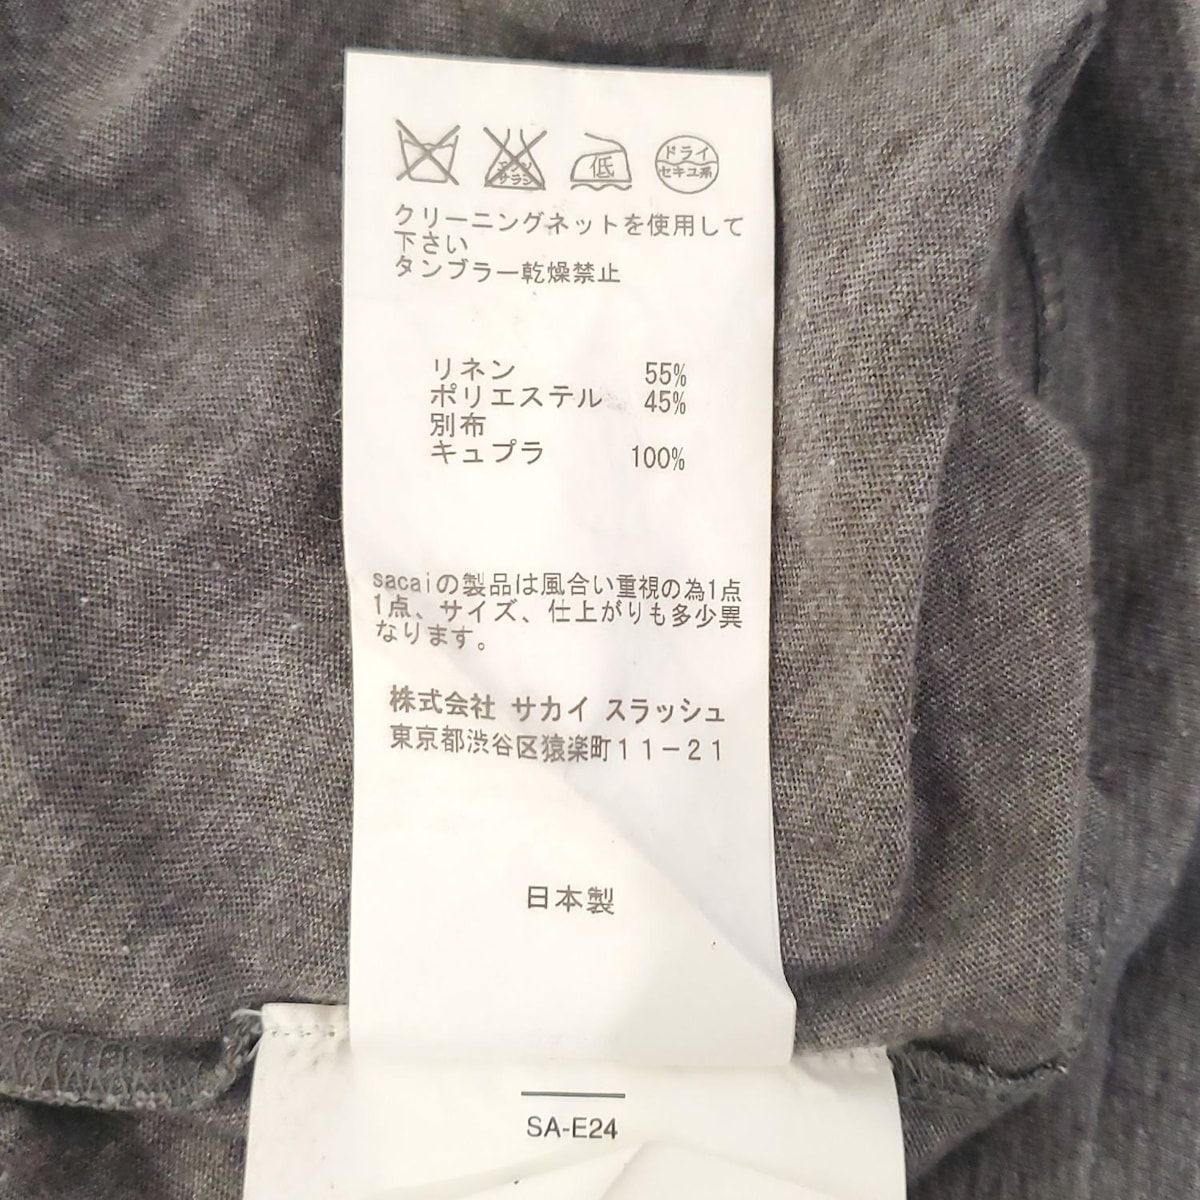 エンソ
サラシ
低
ドライ
セキユ系
クリーニングネットを使用して
下さい
タンブラー乾燥禁止
リネン 55%
ポリエステル 45%
別布
キュプラ 100%
sacaiの製品は風合い重視の為1点
1点、サイズ、仕上がりも多少異
なります。
株式会社 サカイ スラッシュ
東京都渋谷区猿楽町11-21
日本製
SA-E24